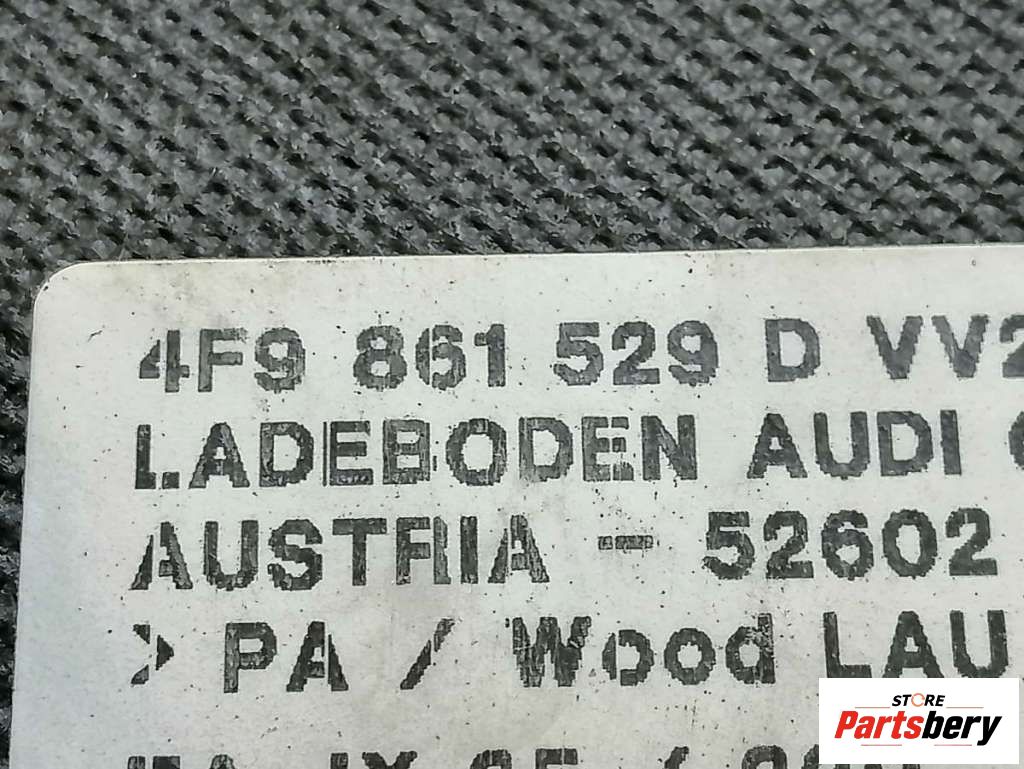 4F9 861 529 D VV2
LADEBODEN AUDI
AUSTRIA - 52602
> PA / Wood LAU
STORE
Partsbery